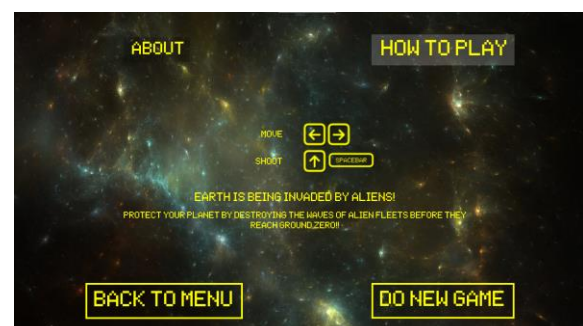 ABOUT
HOW TO PLAY
MOVE
SHOOT
SPACEBAR
EARTH IS BEING INVADED BY ALIENS!
PROTECT YOUR PLANET BY DESTROYING THE WAVES OF ALIEN FLEETS BEFORE THEY
REACH GROUND ZERO!!
BACK TO MENU
DO NEW GAME